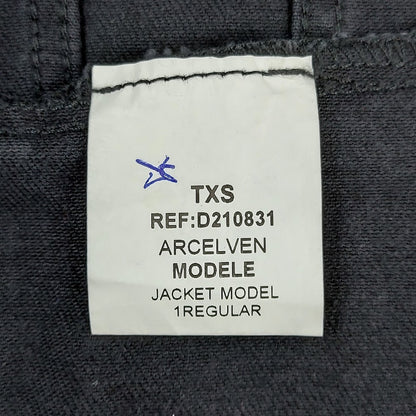 TXS
REF:D210831
ARCELVEN
MODELE
JACKET MODEL
1REGULAR